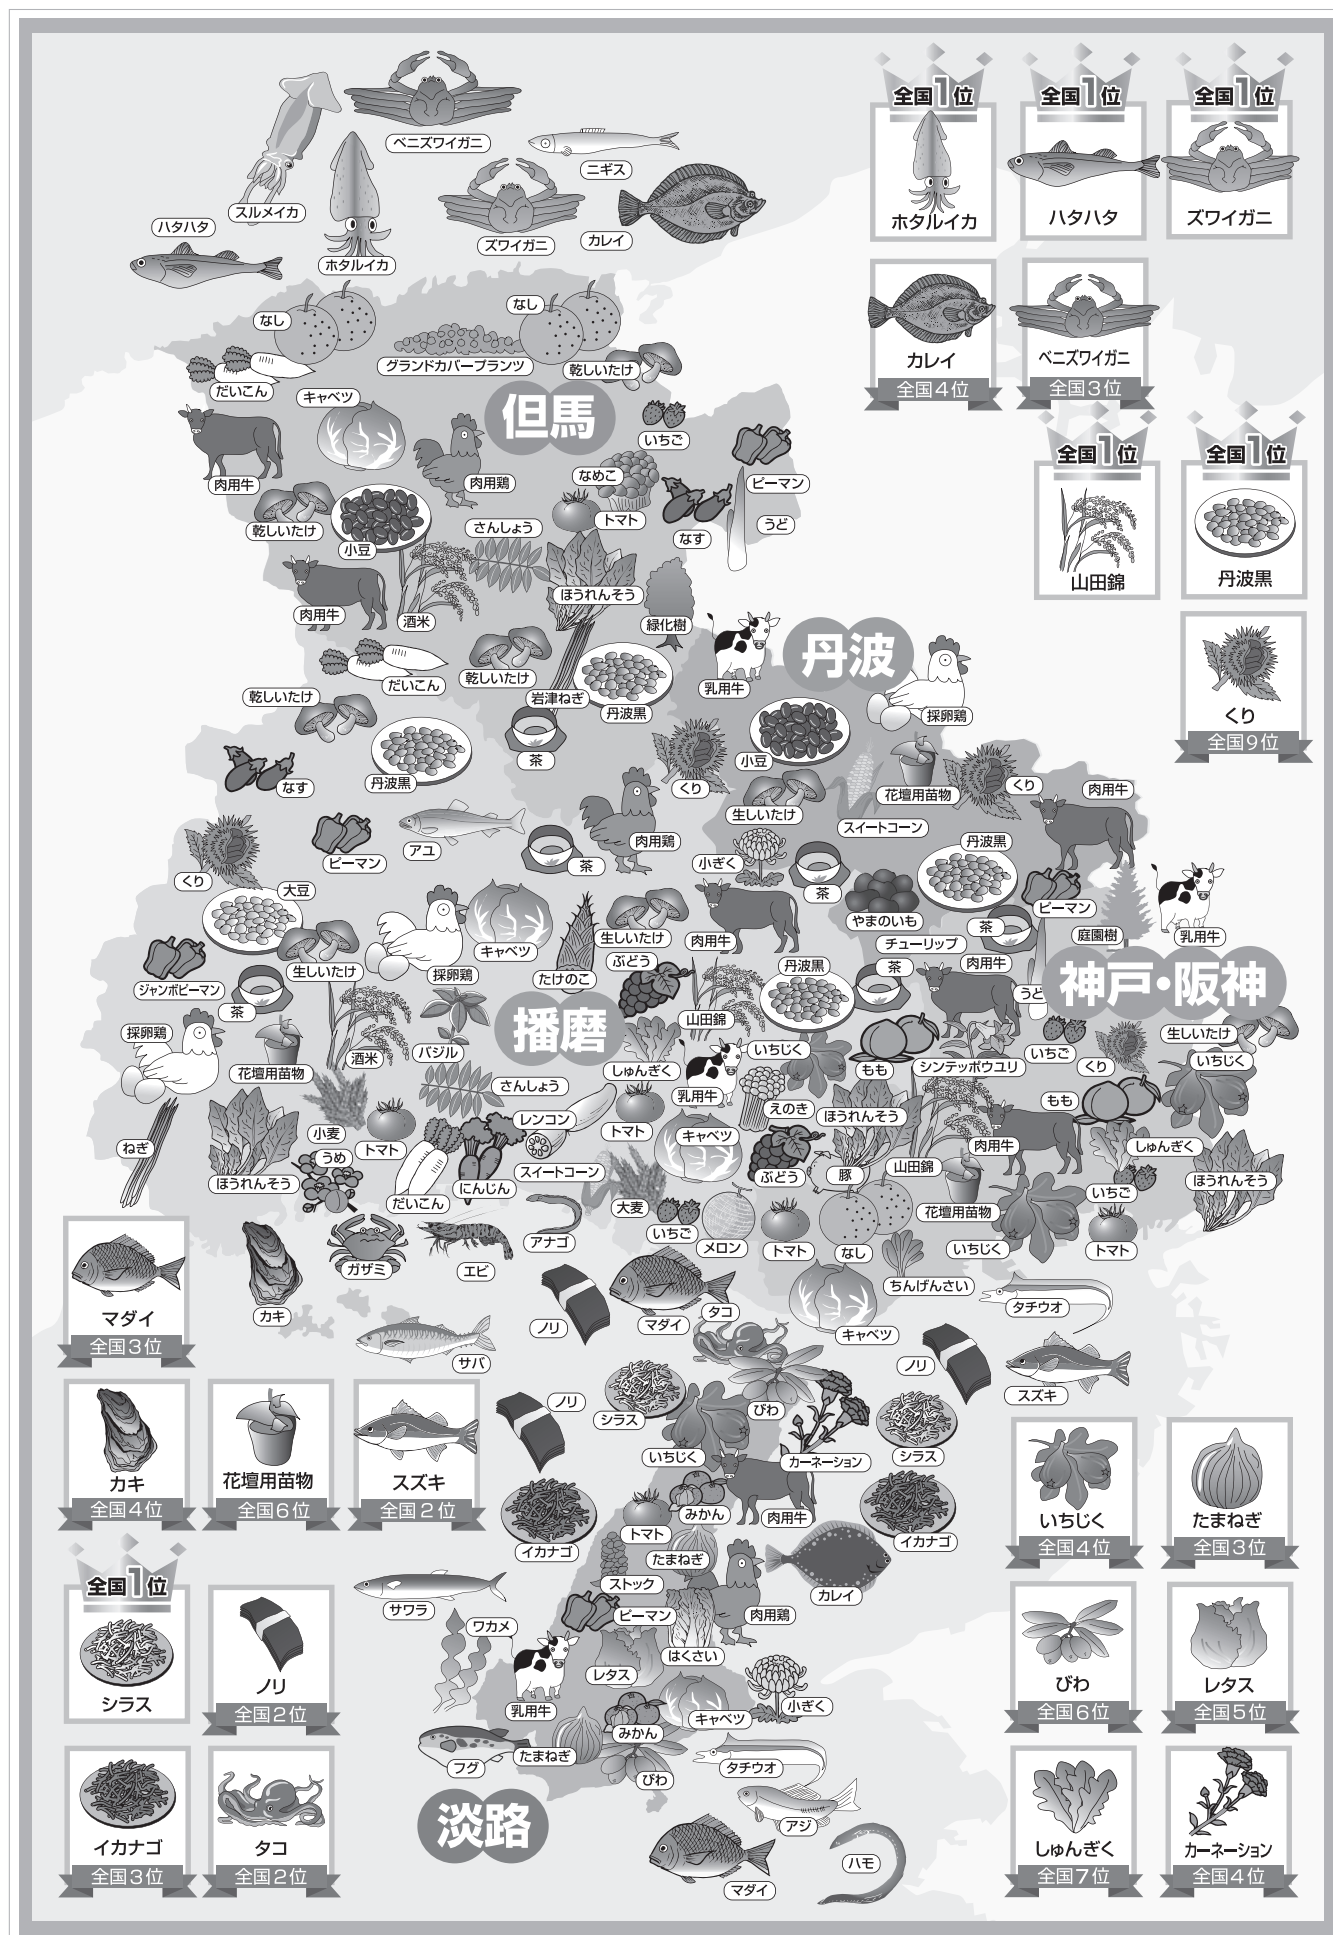 全国1位
ホタルイカ
全国1位
ハタハタ
全国1位
ズワイガニ
カレイ
全国4位
ベニズワイガニ
全国3位
全国1位
山田錦
全国1位
丹波黒
くり
全国9位
ベニズワイガニ
ニギス
スルメイカ
ズワイガニ
カレイ
ハタハタ
ホタルイカ
なし
なし
グランドカバープランツ
乾しいたけ
だいこん
キャベツ
但馬
いちご
肉用牛
肉用鶏
なめこ
ピーマン
乾しいたけ
小豆
さんしょう
トマト
なす
うど
肉用牛
酒米
ほうれんそう
緑化樹
丹波
乳用牛
だいこん
乾しいたけ
岩津ねぎ
丹波黒
採卵鶏
乾しいたけ
丹波黒
茶
小豆
なす
くり
生しいたけ
花壇用苗物
くり
肉用牛
スイートコーン
ピーマン
アユ
茶
肉用鶏
小ぎく
丹波黒
くり
大豆
茶
やまのいも
ピーマン
キャベツ
生しいたけ
肉用牛
チューリップ
茶
庭園樹
乳用牛
ジャンボピーマン
生しいたけ
採卵鶏
たけのこ
ぶどう
丹波黒
茶
肉用牛
うど
神戸・阪神
茶
播磨
山田錦
採卵鶏
花壇用苗物
酒米
バジル
しゅんぎく
いちじく
もも
シンテッポウユリ
いちご
くり
生しいたけ
いちじく
さんしょう
乳用牛
えのき
ほうれんそう
もも
ねぎ
小麦
トマト
レンコン
トマト
キャベツ
肉用牛
しゅんぎく
うめ
ほうれんそう
だいこん
にんじん
スイートコーン
ぶどう
豚
山田錦
いちご
ほうれんそう
大麦
いちご
メロン
トマト
なし
花壇用苗物
いちじく
トマト
ちんげんさい
カキ
ガザミ
エビ
アナゴ
ノリ
マダイ
タコ
キャベツ
タチウオ
サバ
ノリ
スズキ
マダイ
全国3位
カキ
全国4位
花壇用苗物
全国6位
スズキ
全国2位
全国1位
シラス
ノリ
全国2位
イカナゴ
全国3位
タコ
全国2位
ノリ
シラス
びわ
いちじく
カーネーション
シラス
イカナゴ
トマト
みかん
肉用牛
イカナゴ
たまねぎ
ストック
カレイ
サワラ
ワカメ
ピーマン
肉用鶏
はくさい
レタス
乳用牛
みかん
キャベツ
小ぎく
フグ
たまねぎ
びわ
タチウオ
淡路
アジ
マダイ
ハモ
いちじく
全国4位
たまねぎ
全国3位
びわ
全国6位
レタス
全国5位
しゅんぎく
全国7位
カーネーション
全国4位